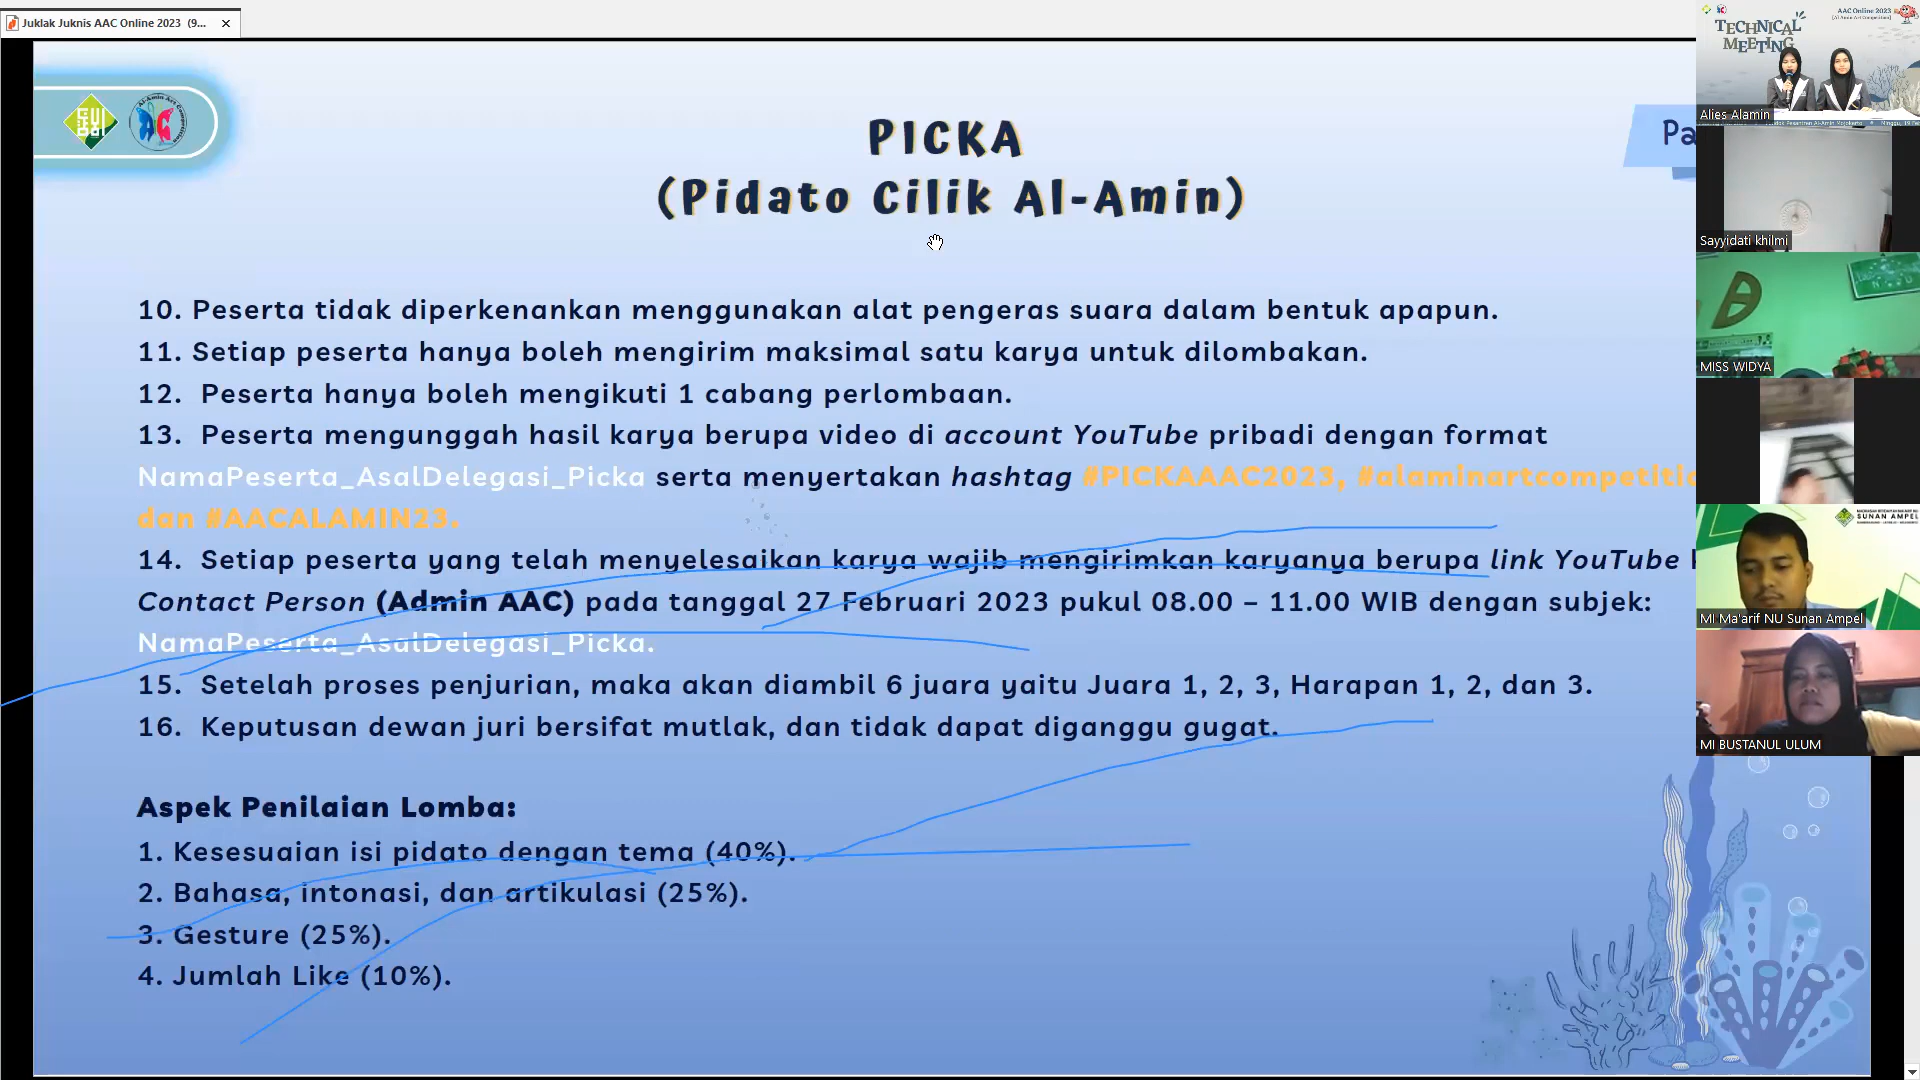 Juklak Juknis AAC Online 2023 (9...
PICKA
(Pidato Cilik Al-Amin)
10. Peserta tidak diperkenankan menggunakan alat pengeras suara dalam bentuk apapun.
11. Setiap peserta hanya boleh mengirim maksimal satu karya untuk dilombakan.
12. Peserta hanya boleh mengikuti 1 cabang perlombaan.
13. Peserta mengunggah hasil karya berupa video di account YouTube pribadi dengan format
NamaPeserta_AsalDelegasi_Picka serta menyertakan hashtag #PICKAAAC2023, #alaminartcompetitio
dan #AACALAMIN23.
14. Setiap peserta yang telah menyelesaikan karya wajib mengirimkan karyanya berupa link YouTube
Contact Person (Admin AAC) pada tanggal 27 Februari 2023 pukul 08.00 – 11.00 WIB dengan subjek:
NamaPeserta_AsalDelegasi_Picka.
15. Setelah proses penjurian, maka akan diambil 6 juara yaitu Juara 1, 2, 3, Harapan 1, 2, dan 3.
16. Keputusan dewan juri bersifat mutlak, dan tidak dapat diganggu gugat.
Aspek Penilaian Lomba:
1. Kesesuaian isi pidato dengan tema (40%).
2. Bahasa, intonasi, dan artikulasi (25%).
3. Gesture (25%).
4. Jumlah Like (10%).
Pa
AAC Online 2023
TECHNICAL
MEETING
Alies Alamin
Sayyidati khilmi
MISS WIDYA
SUNAN AMPEL
MI Ma'arif NU Sunan Ampel
MI BUSTANUL ULUM